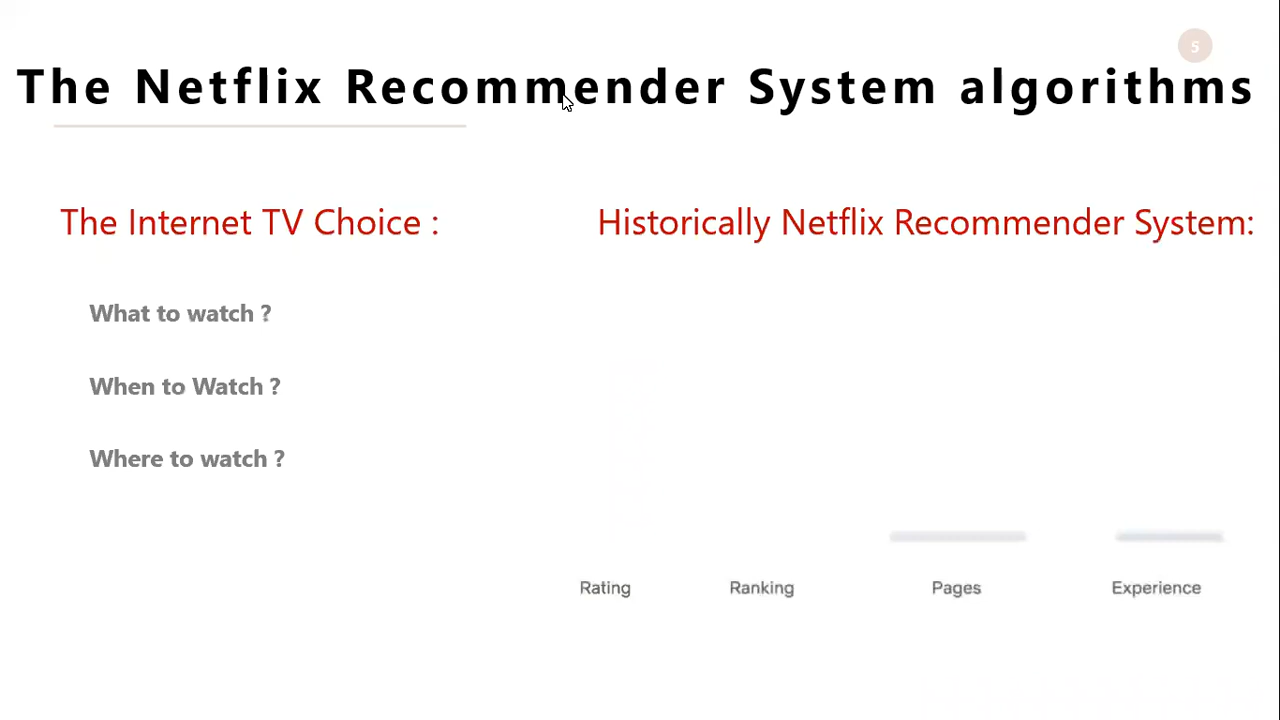 5
The Netflix Recommender System algorithms
The Internet TV Choice :
Historically Netflix Recommender System:
What to watch ?
When to Watch ?
Where to watch ?
Rating Ranking Pages Experience